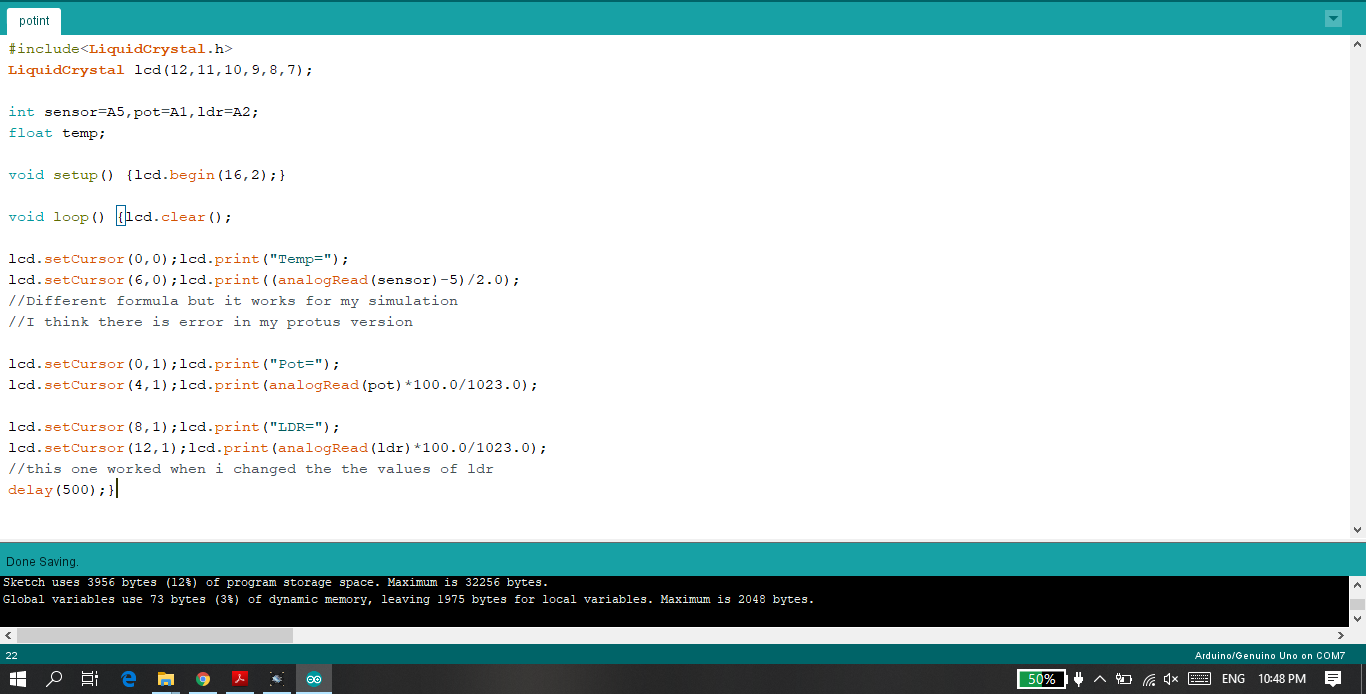 potint
#include<LiquidCrystal.h>
LiquidCrystal lcd(12,11,10,9,8,7);
int sensor=A5,pot=A1,ldr=A2;
float temp;
void setup() {lcd.begin(16,2);}
void loop() {lcd.clear();
lcd.setCursor(0,0);lcd.print("Temp=");
lcd.setCursor(6,0);lcd.print((analogRead(sensor)-5)/2.0);
//Different formula but it works for my simulation
//I think there is error in my protus version
lcd.setCursor(0,1);lcd.print("Pot=");
lcd.setCursor(4,1);lcd.print(analogRead(pot)*100.0/1023.0);
lcd.setCursor(8,1);lcd.print("LDR=");
lcd.setCursor(12,1);lcd.print(analogRead(ldr)*100.0/1023.0);
//this one worked when i changed the the values of ldr
delay(500);}
Done Saving.
Sketch uses 3956 bytes (12%) of program storage space. Maximum is 32256 bytes.
Global variables use 73 bytes (3%) of dynamic memory, leaving 1975 bytes for local variables. Maximum is 2048 bytes.
22
Arduino/Genuino Uno on COM7
50%
ENG
10:48 PM